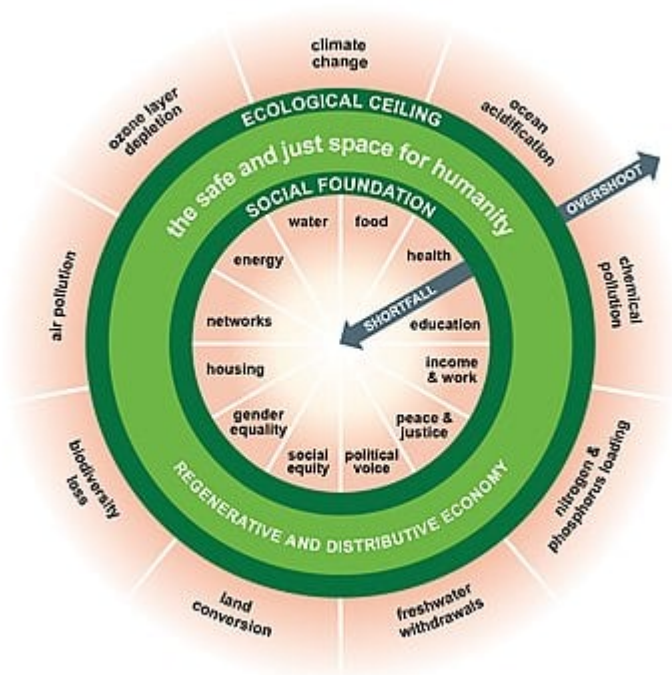 climate
change
ocean
acidification
chemical
pollution
nitrogen &
phosphorus loading
freshwater
withdrawals
land
conversion
biodiversity
loss
air pollution
ozone layer
depletion
OVERSHOOT
ECOLOGICAL CEILING
the safe and just space for humanity
SOCIAL FOUNDATION
water
food
health
SHORTFALL
education
income
& work
peace &
justice
political
voice
social
equity
gender
equality
housing
networks
energy
REGENERATIVE AND DISTRIBUTIVE ECONOMY